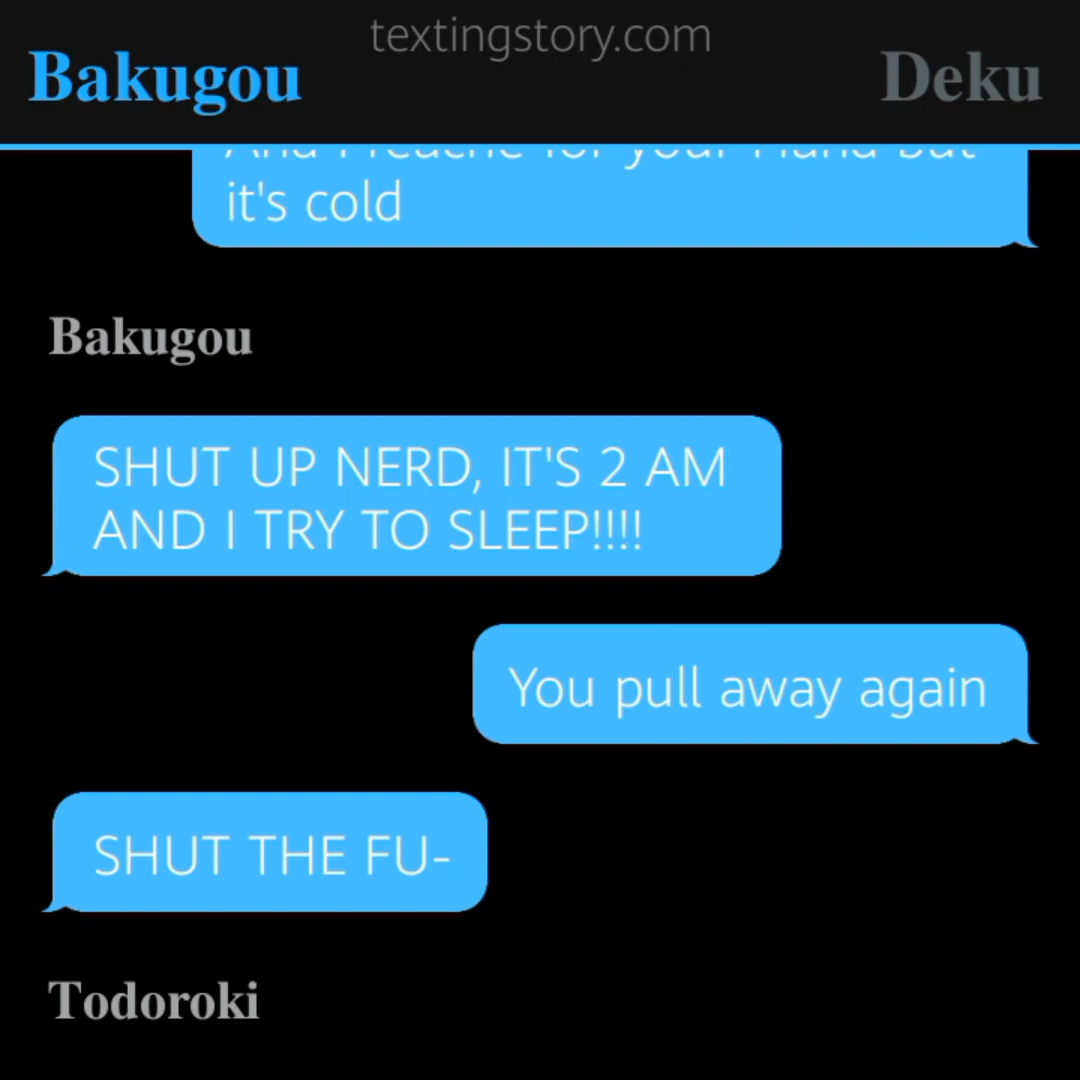 textingstory.com
Bakugou
Deku
it's cold
Bakugou
SHUT UP NERD, IT'S 2 AM
AND I TRY TO SLEEP!!!!
You pull away again
SHUT THE FU-
Todoroki